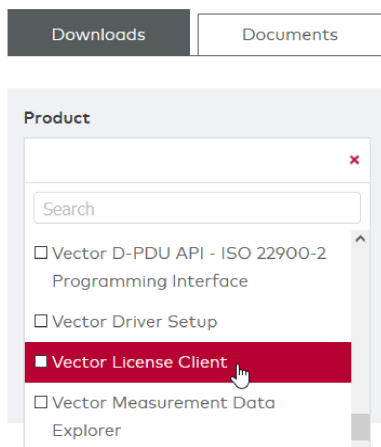 Downloads
Documents
Product
Search
Vector D-PDU API - ISO 22900-2
Programming Interface
Vector Driver Setup
Vector License Client
Vector Measurement Data
Explorer